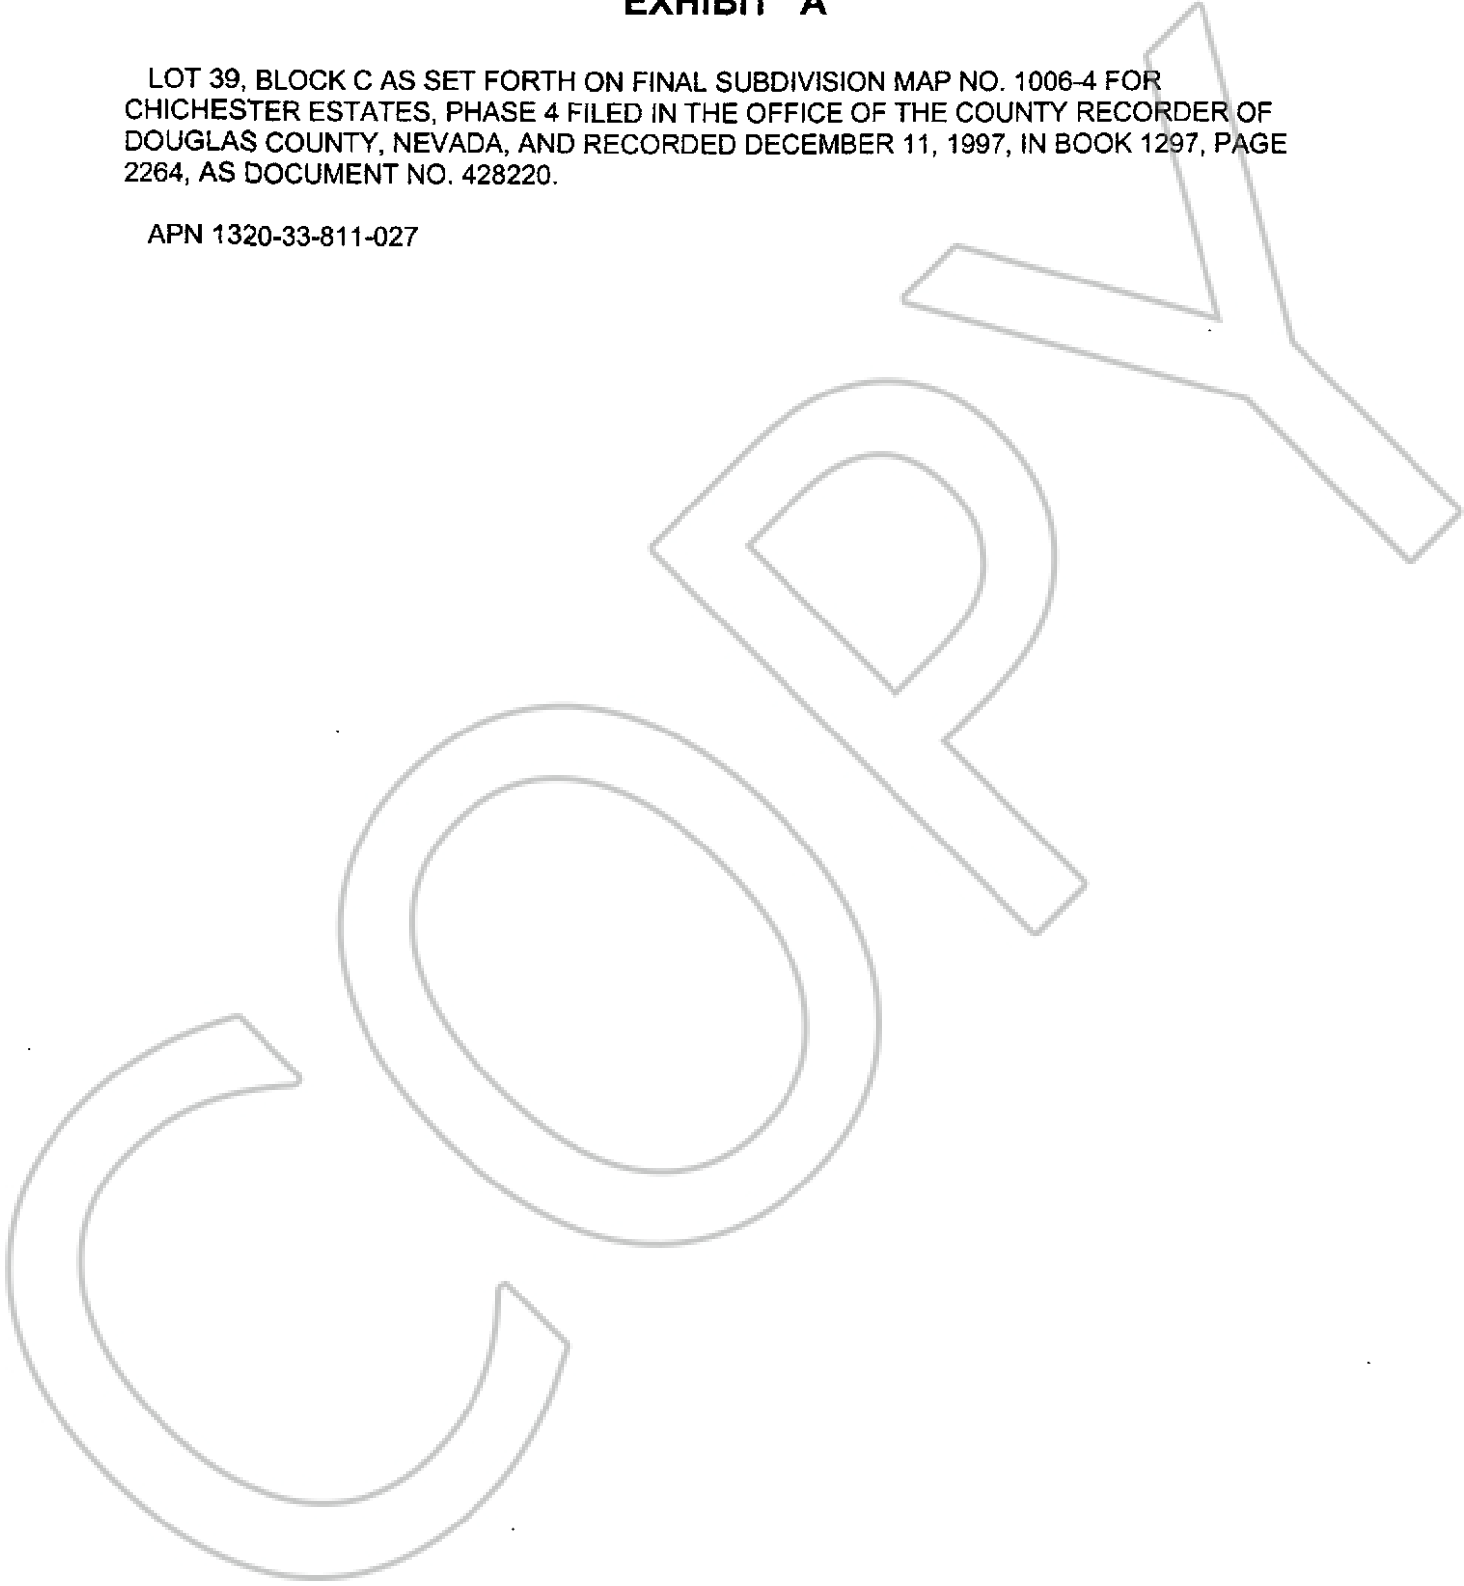 EXHIBIT "A"
LOT 39, BLOCK C AS SET FORTH ON FINAL SUBDIVISION MAP NO. 1006-4 FOR
CHICHESTER ESTATES, PHASE 4 FILED IN THE OFFICE OF THE COUNTY RECORDER OF
DOUGLAS COUNTY, NEVADA, AND RECORDED DECEMBER 11, 1997, IN BOOK 1297, PAGE
2264, AS DOCUMENT NO. 428220.
APN 1320-33-811-027
COPY